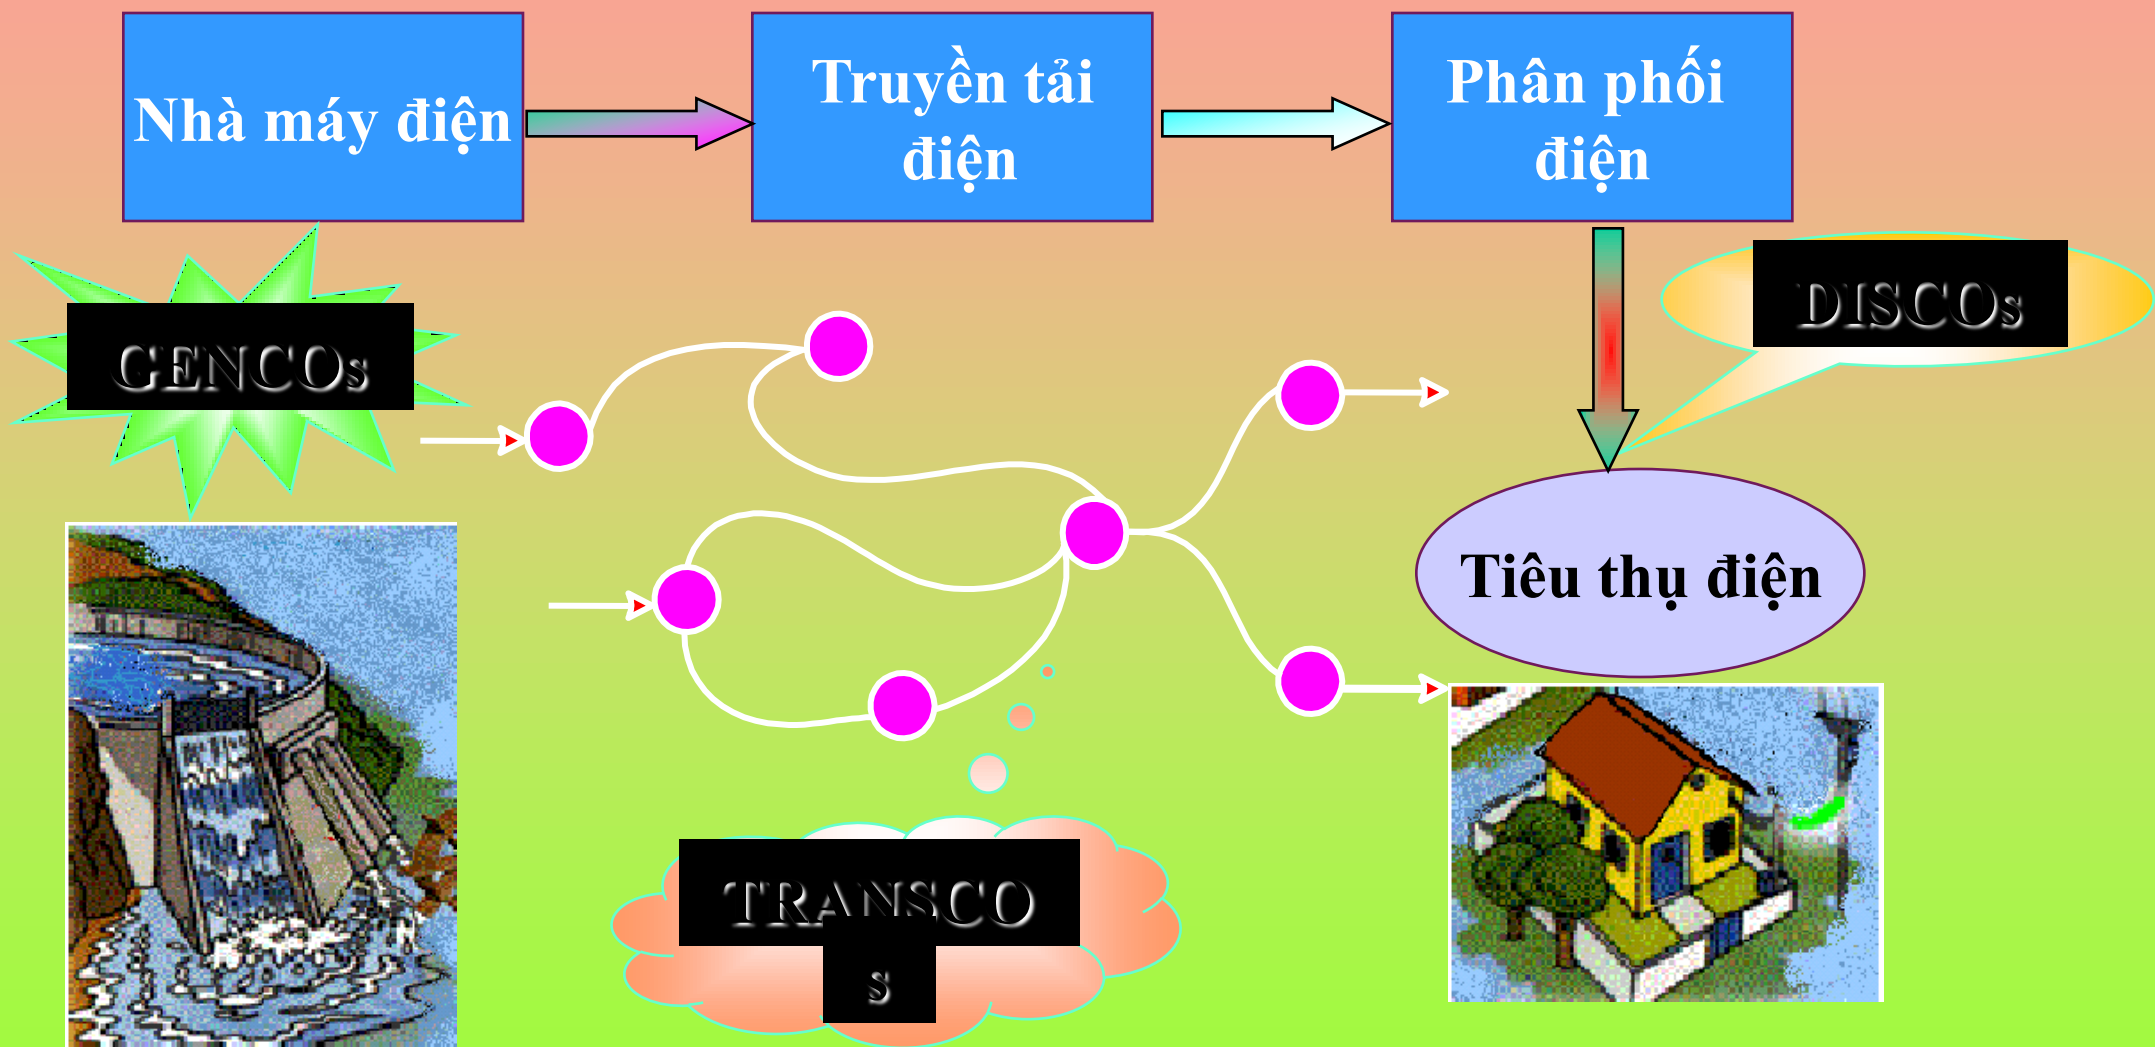 Nhà máy điện
Truyền tải
điện
Phân phối
điện
GENCOs
DISCOs
Tiêu thụ điện
TRANSCO
s